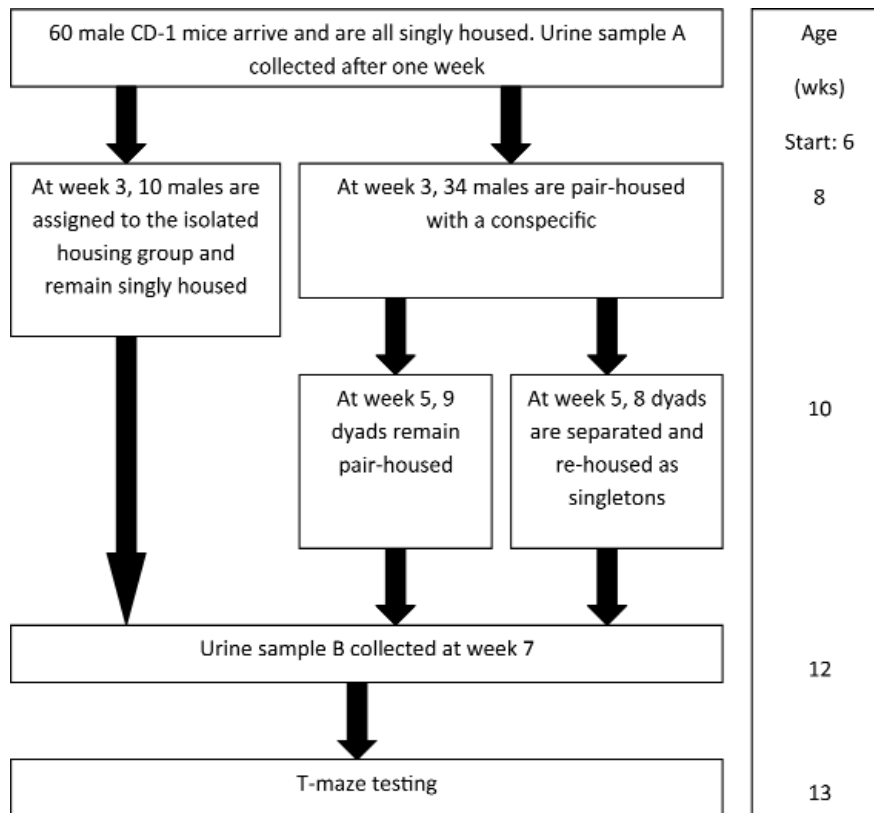 60 male CD-1 mice arrive and are all singly housed. Urine sample A
collected after one week
At week 3, 10 males are
assigned to the isolated
housing group and
remain singly housed
At week 3, 34 males are pair-housed
with a conspecific
At week 5, 9
dyads remain
pair-housed
At week 5, 8 dyads
are separated and
re-housed as
singletons
Urine sample B collected at week 7
T-maze testing
Age
(wks)
Start: 6
8
10
12
13